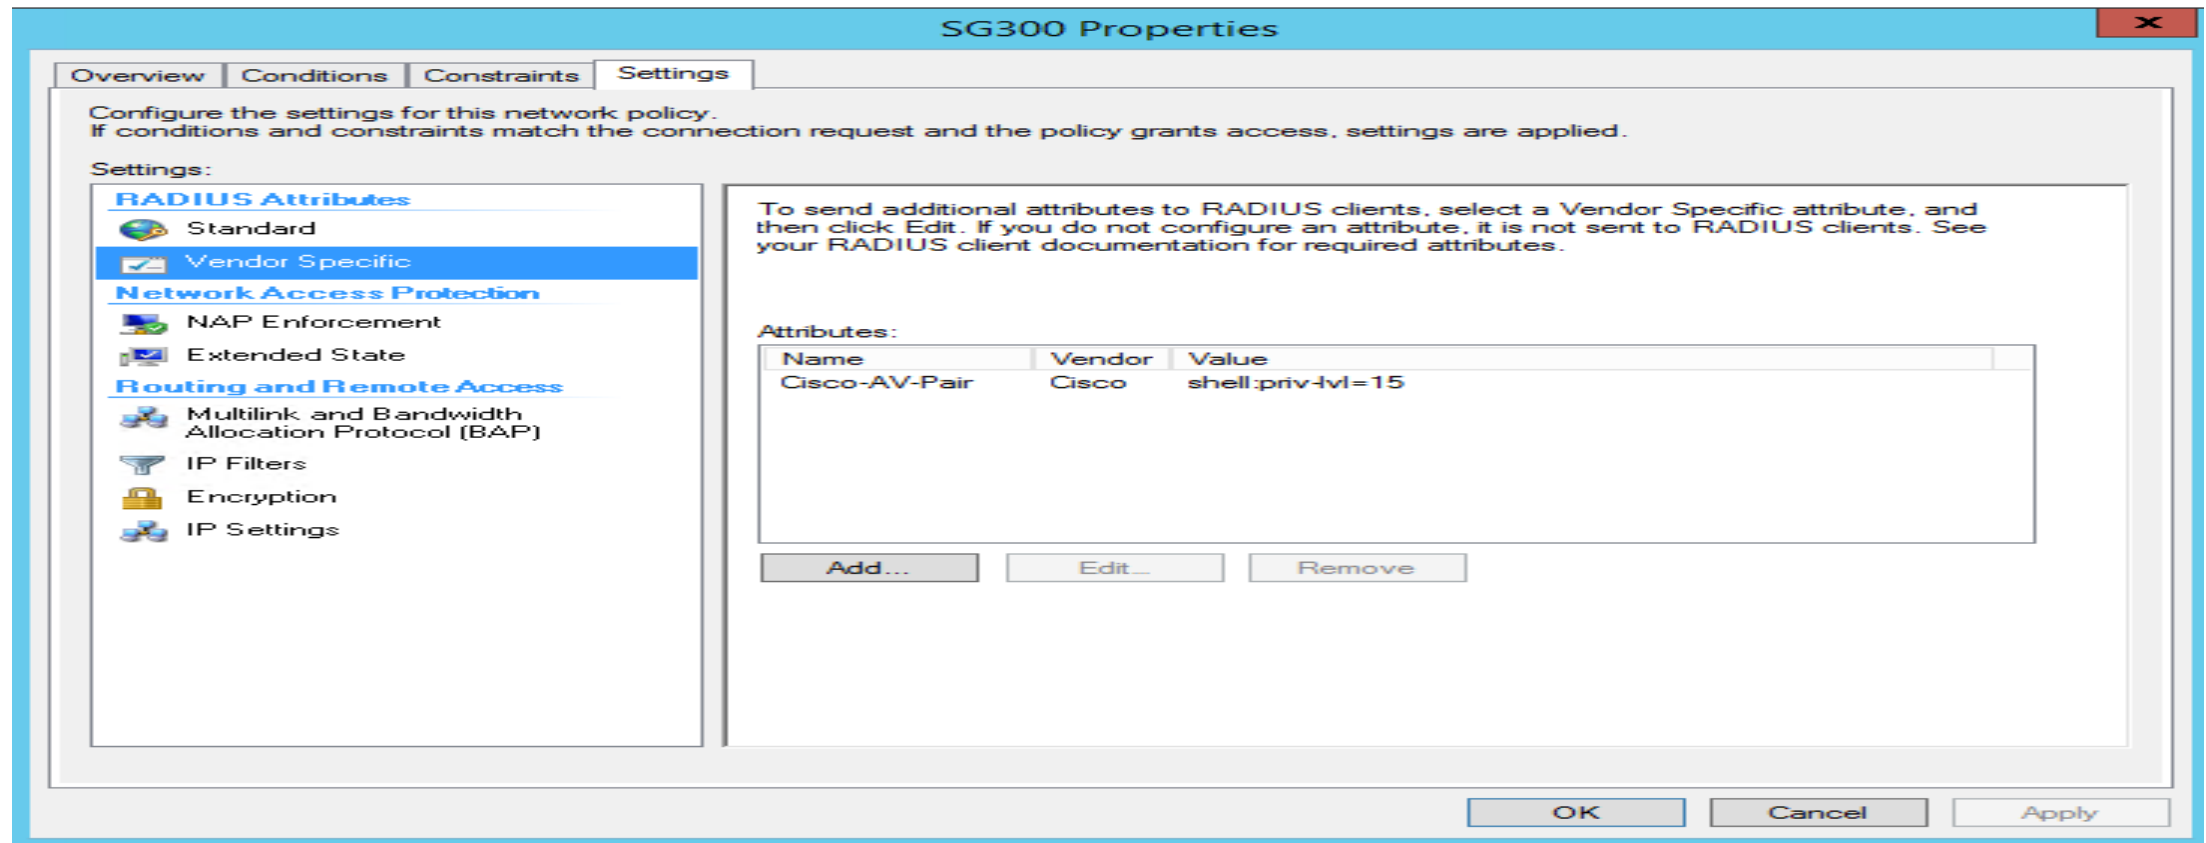 SG300 Properties
Overview
Conditions
Constraints
Settings
Configure the settings for this network policy.
If conditions and constraints match the connection request and the policy grants access, settings are applied.
Settings:
RADIUS Attributes
Standard
Vendor Specific
Network Access Protection
NAP Enforcement
Extended State
Routing and Remote Access
Multilink and Bandwidth
Allocation Protocol (BAP)
IP Filters
Encryption
IP Settings
To send additional attributes to RADIUS clients, select a Vendor Specific attribute, and
then click Edit. If you do not configure an attribute, it is not sent to RADIUS clients. See
your RADIUS client documentation for required attributes.
Attributes:
Name Vendor Value
Cisco-AV-Pair Cisco shell:priv-lvl=15
Add... Edit... Remove
OK Cancel Apply